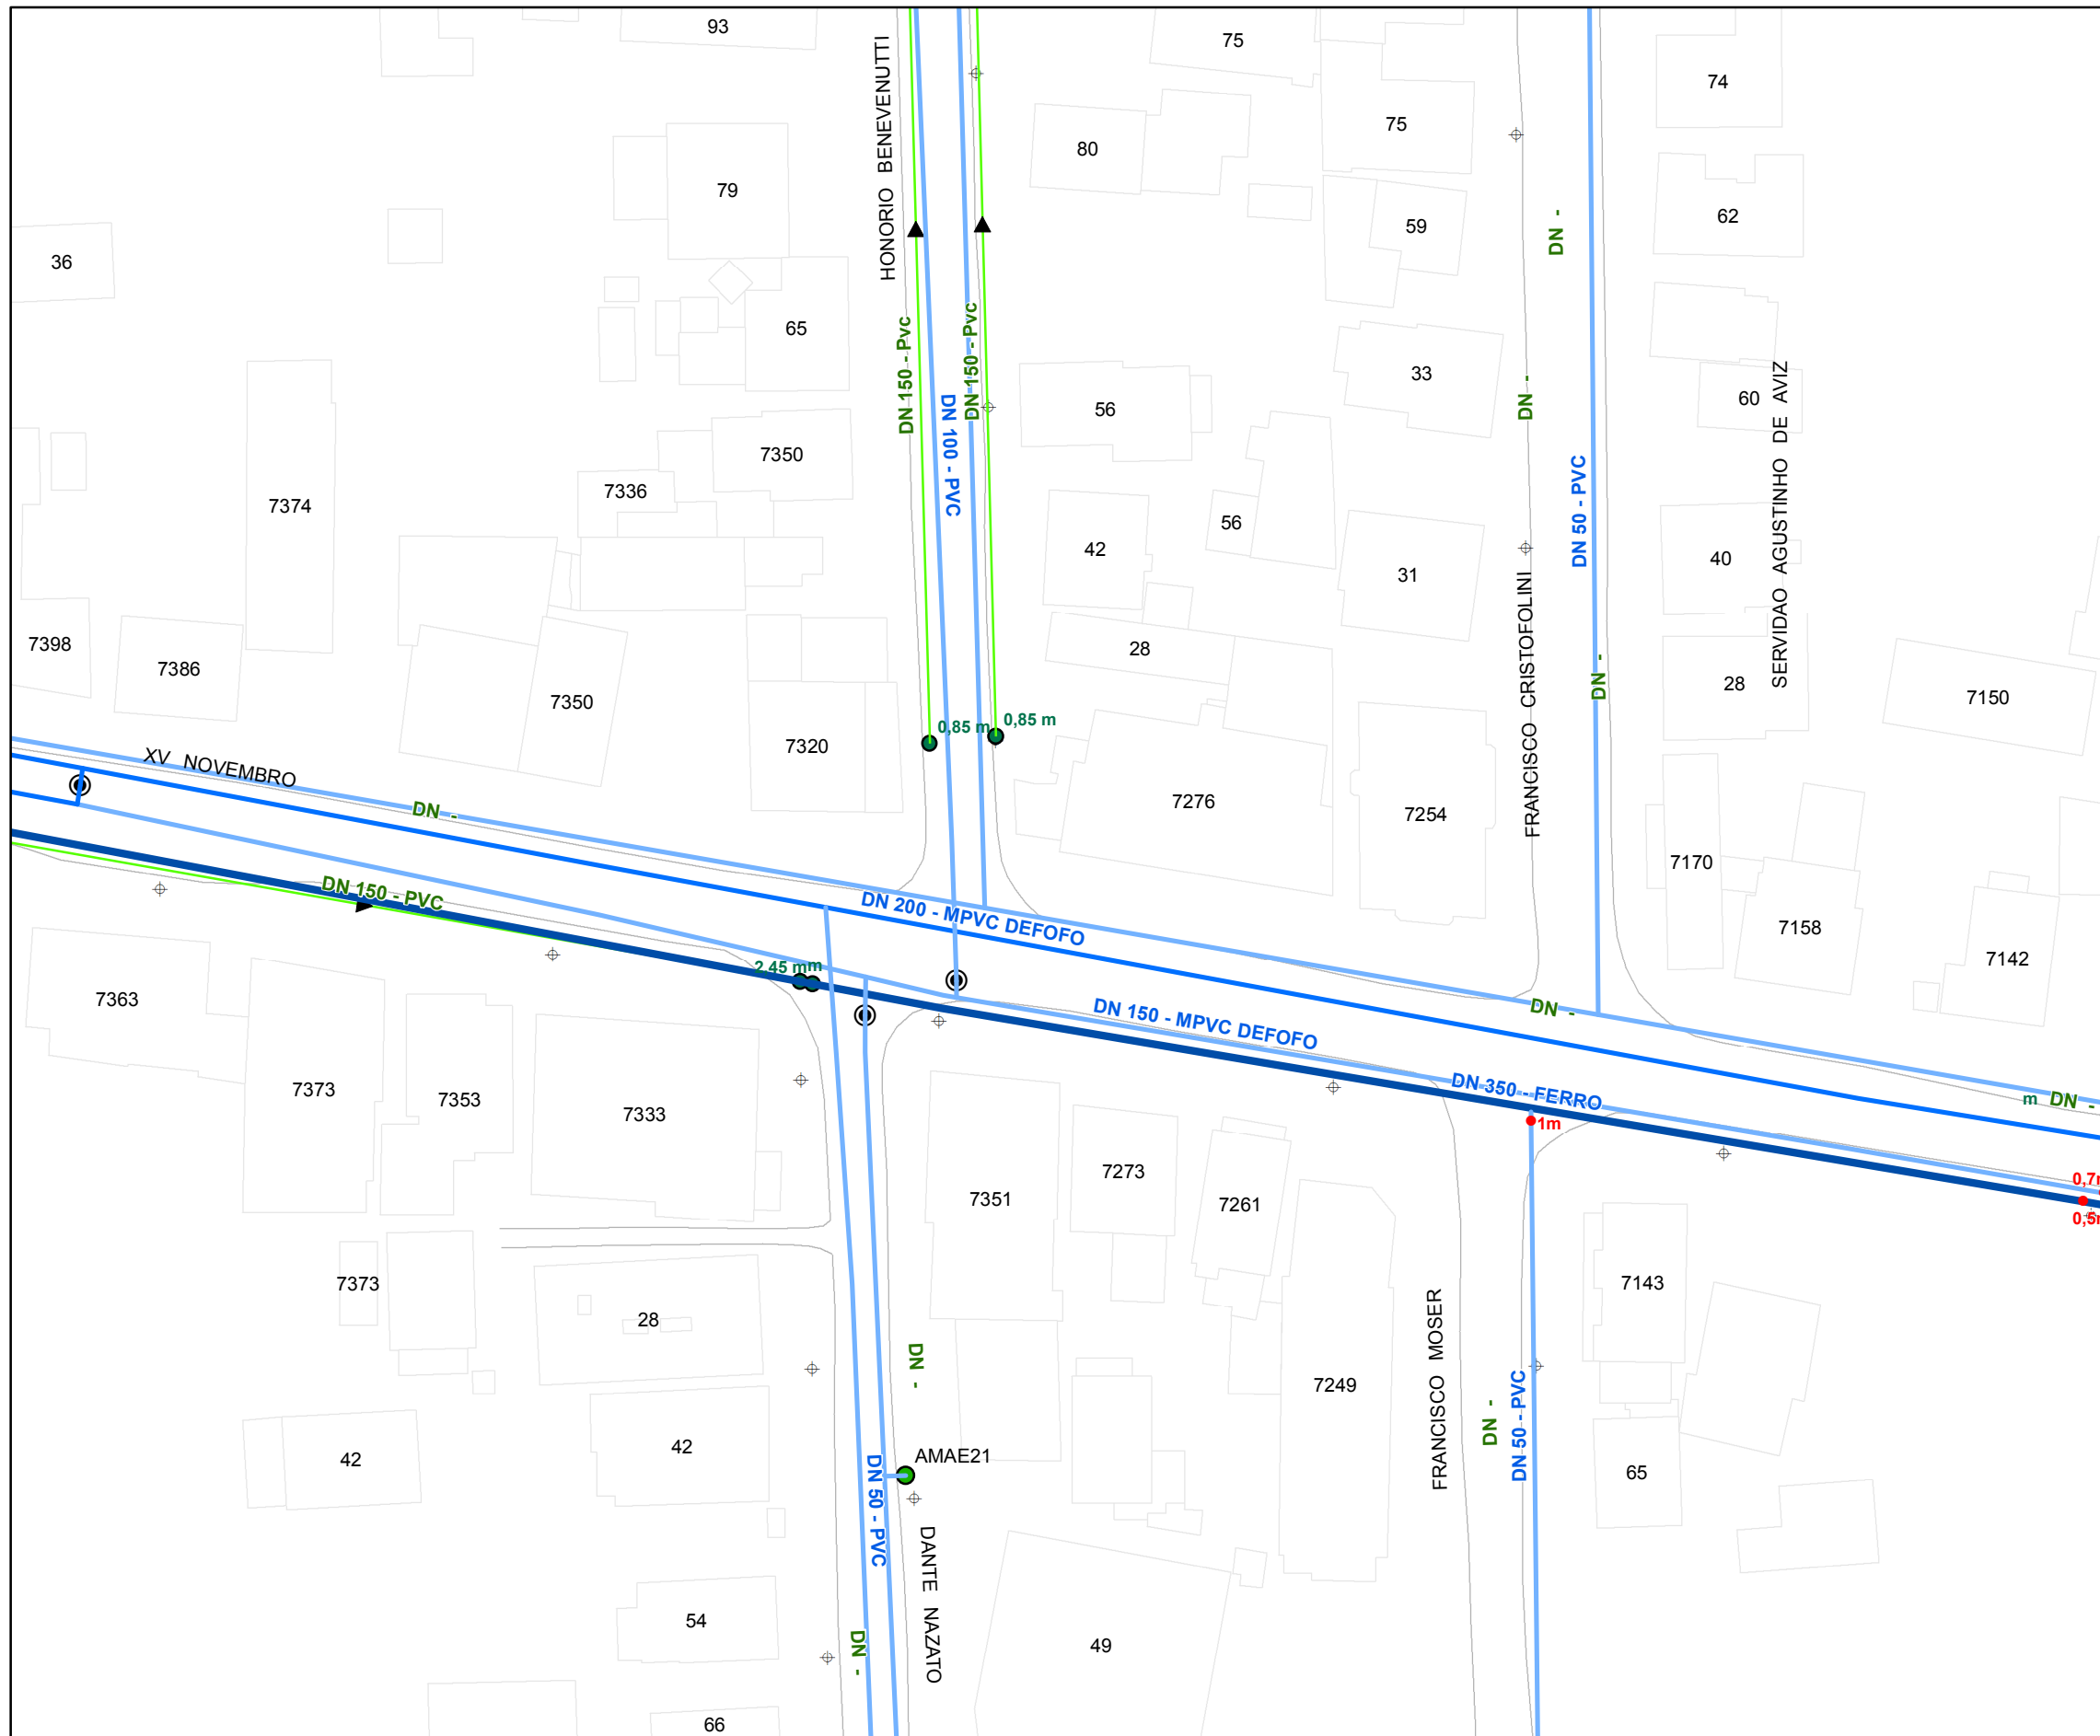 93
75
74
HONORIO BENEVENUTTI
80
75
79
62
59
DN -
36
65
DN 150 - Pvc
DN 150 - Pvc
33
DN -
60
SERVIDAO AGUSTINHO DE AVIZ
56
DN 100 - PVC
7350
7336
7374
56
DN 50 - PVC
42
31
40
7398
7386
28
FRANCISCO CRISTOFOLINI
DN -
28
7150
7350
0,85 m
0,85 m
7320
XV NOVEMBRO
DN -
7276
7254
7170
DN 150 - PVC
DN 200 - MPVC DEFOFO
7158
7142
2,45 m
m
7363
DN 150 - MPVC DEFOFO
DN -
7373
7353
7333
DN 350 - FERRO
m
DN -
1m
7351
7273
7261
0,7
0,5
7373
28
7143
DN -
FRANCISCO MOSER
7249
DN -
DN 50 - PVC
42
42
AMAE21
65
DN 50 - PVC
DANTE NAZATO
54
DN -
49
66